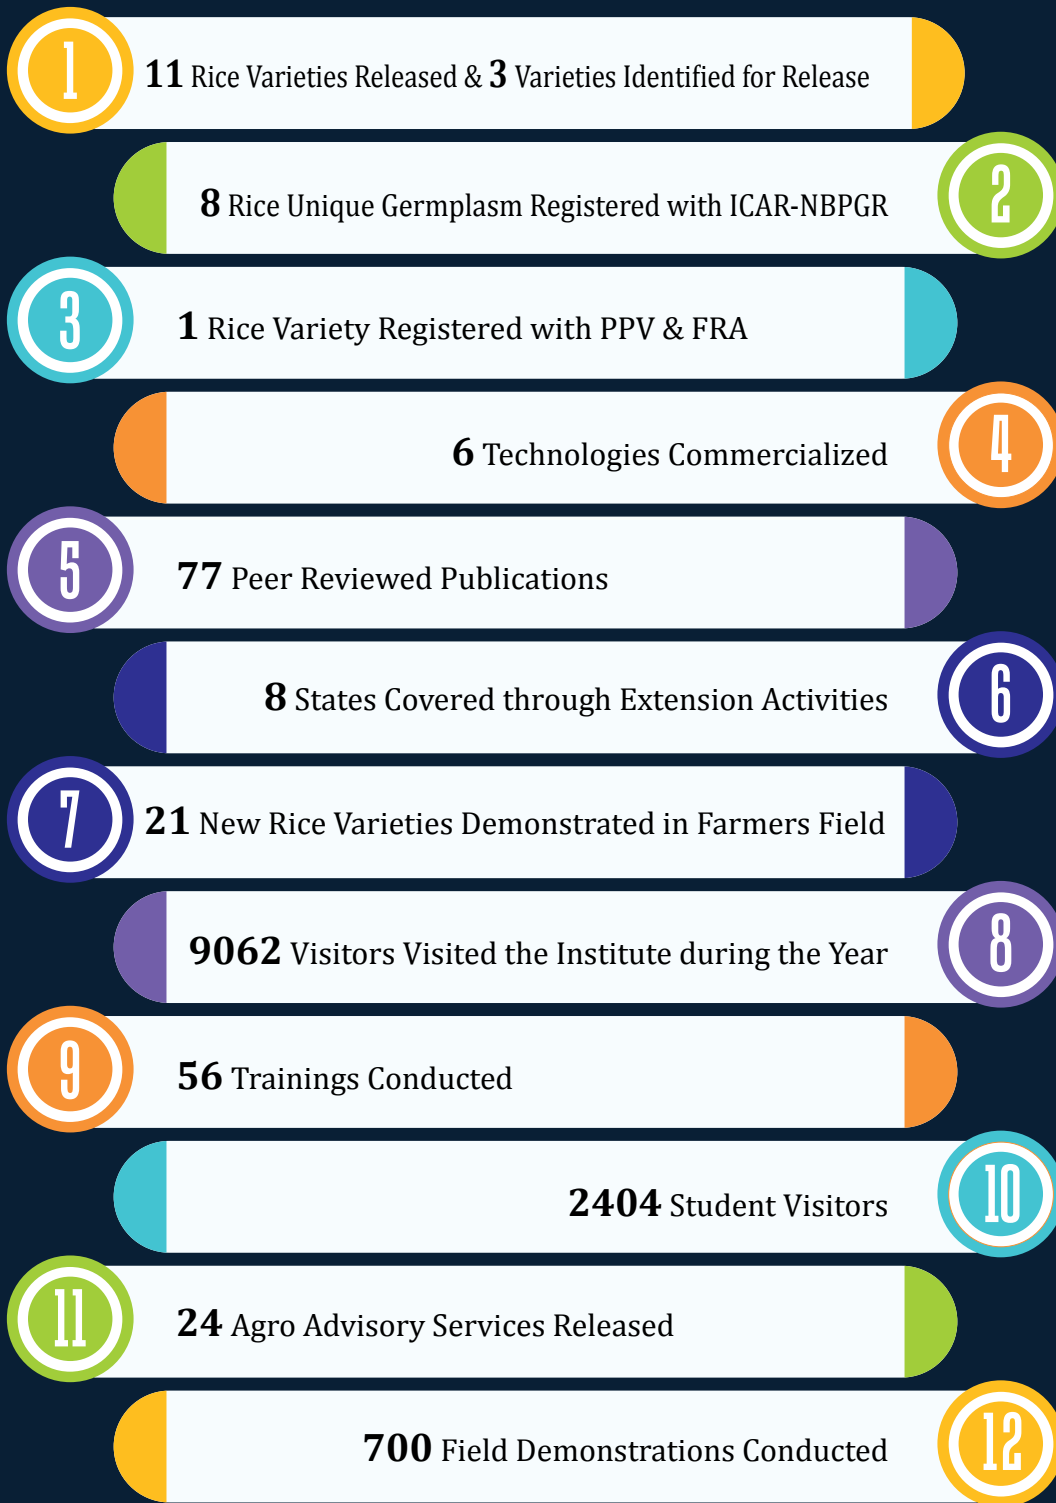 1
11 Rice Varieties Released & 3 Varieties Identified for Release
8 Rice Unique Germplasm Registered with ICAR-NBPGR
2
3
1 Rice Variety Registered with PPV & FRA
6 Technologies Commercialized
4
5
77 Peer Reviewed Publications
8 States Covered through Extension Activities
6
7
21 New Rice Varieties Demonstrated in Farmers Field
9062 Visitors Visited the Institute during the Year
8
9
56 Trainings Conducted
2404 Student Visitors
10
11
24 Agro Advisory Services Released
700 Field Demonstrations Conducted
12